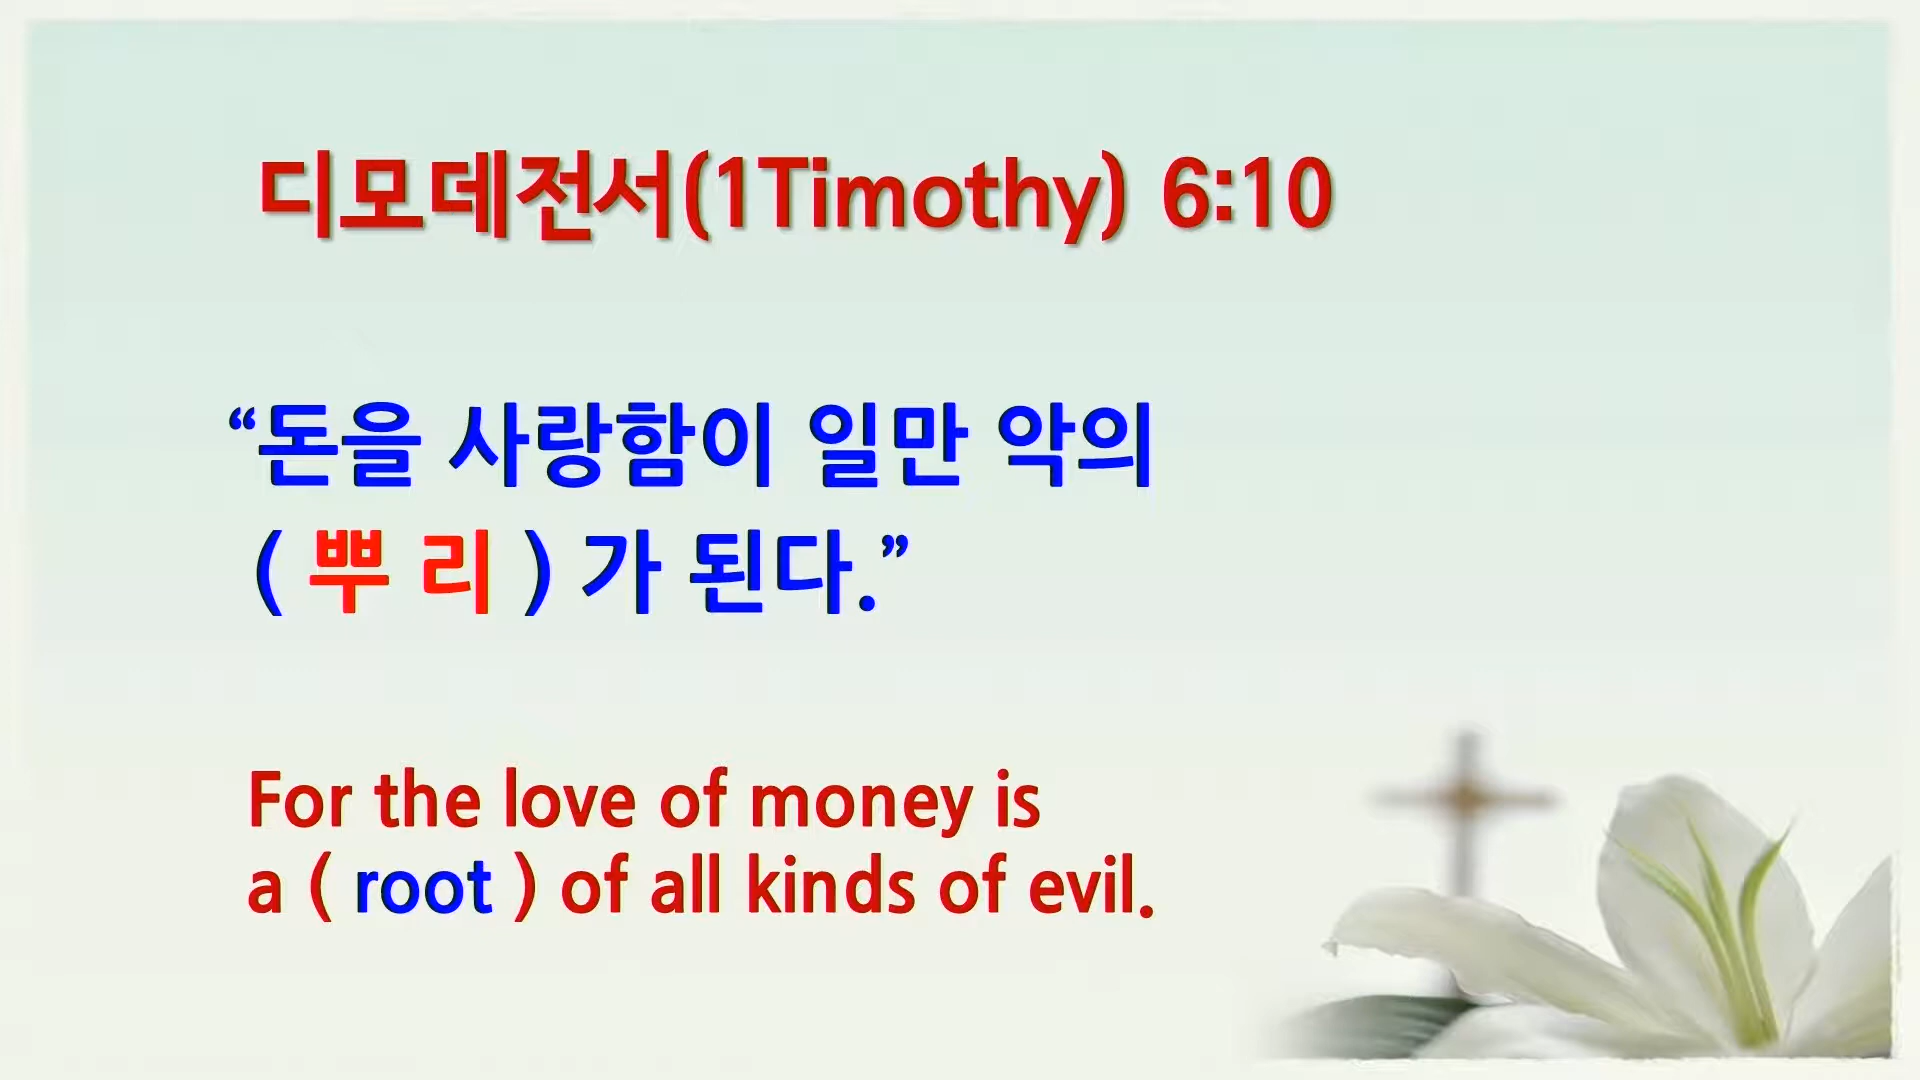 디모데전서(1Timothy) 6:10
“돈을 사랑함이 일만 악의
( 뿌 리 ) 가 된다.”
For the love of money is
a ( root ) of all kinds of evil.